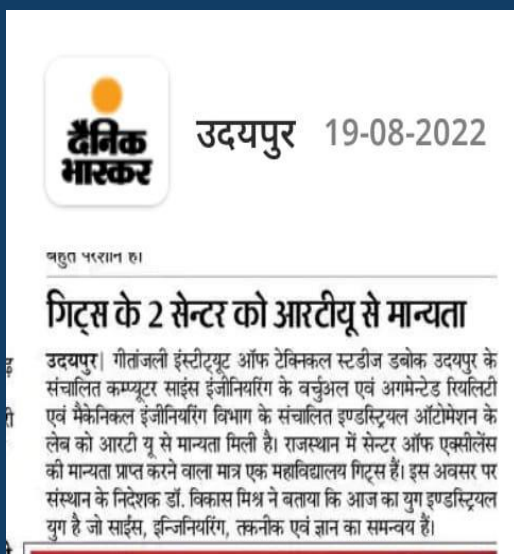 दैनिक
भास्कर
उदयपुर 19-08-2022
बहुत परेशान है।
गिट्स के 2 सेन्टर को आरटीयू से मान्यता
उदयपुर| गीतांजली इंस्टीट्यूट ऑफ टेक्निकल स्टडीज डबोक उदयपुर के
संचालित कम्प्यूटर साइंस इंजीनियरिंग के वर्चुअल एवं अगमेन्टेड रियलिटी
एवं मैकेनिकल इंजीनियरिंग विभाग के संचालित इण्डस्ट्रियल ऑटोमेशन के
लेब को आरटी यू से मान्यता मिली है। राजस्थान में सेन्टर ऑफ एक्सीलेंस
की मान्यता प्राप्त करने वाला मात्र एक महाविद्यालय गिट्स हैं। इस अवसर पर
संस्थान के निदेशक डॉ. विकास मिश्र ने बताया कि आज का युग इण्डस्ट्रियल
युग है जो साईंस, इन्जिनियरिंग, तकनीक एवं ज्ञान का समन्वय हैं।